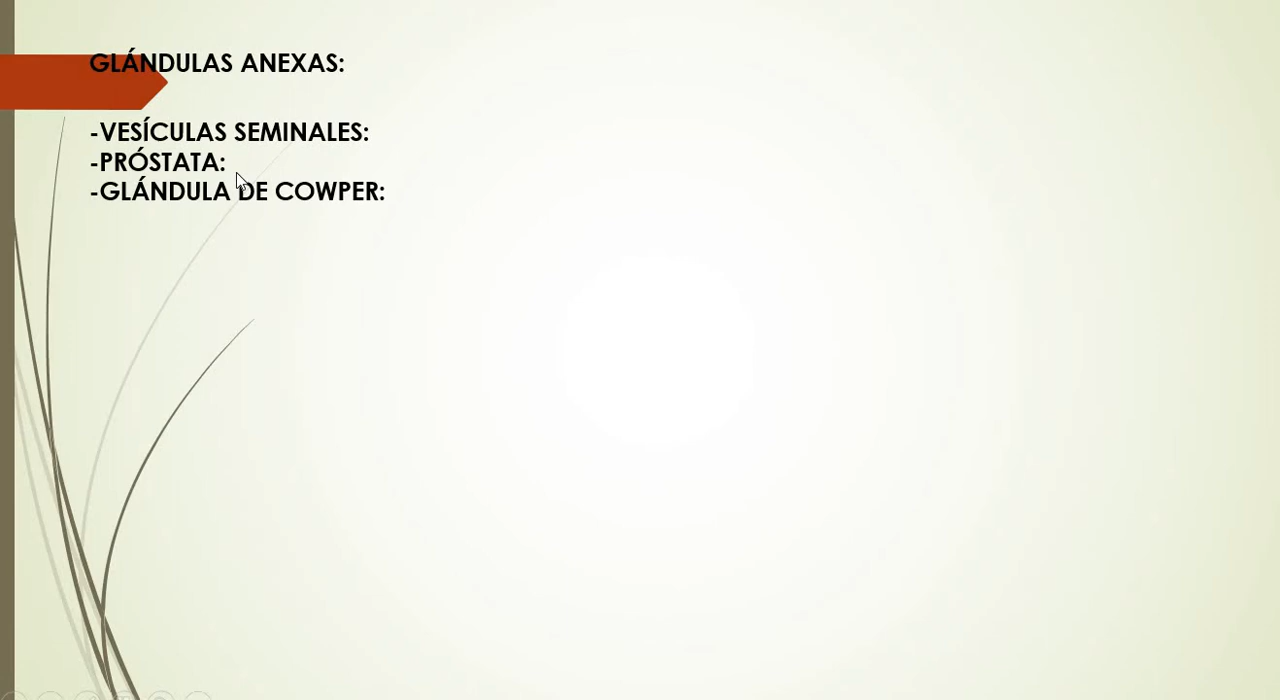 GLÁNDULAS ANEXAS:
-VESÍCULAS SEMINALES:
-PRÓSTATA:
-GLÁNDULA DE COWPER: